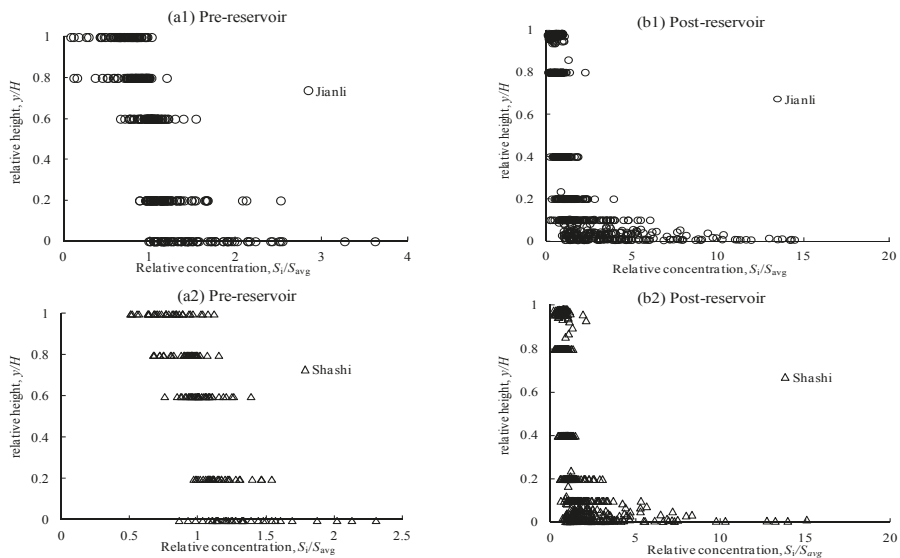 (a1) Pre-reservoir
relative height, y/H
1
0.8
0.6
0.4
0.2
0
Jianli
0 1 2 3 4
Relative concentration, Si/Savg
(b1) Post-reservoir
relative height, y/H
1
0.8
0.6
0.4
0.2
0
Jianli
0 5 10 15 20
Relative concentration, Si/Savg
(a2) Pre-reservoir
relative height, y/H
1
0.8
0.6
0.4
0.2
0
Shashi
0 0.5 1 1.5 2 2.5
Relative concentration, Si/Savg
(b2) Post-reservoir
relative height, y/H
1
0.8
0.6
0.4
0.2
0
Shashi
0 5 10 15 20
Relative concentration, Si/Savg